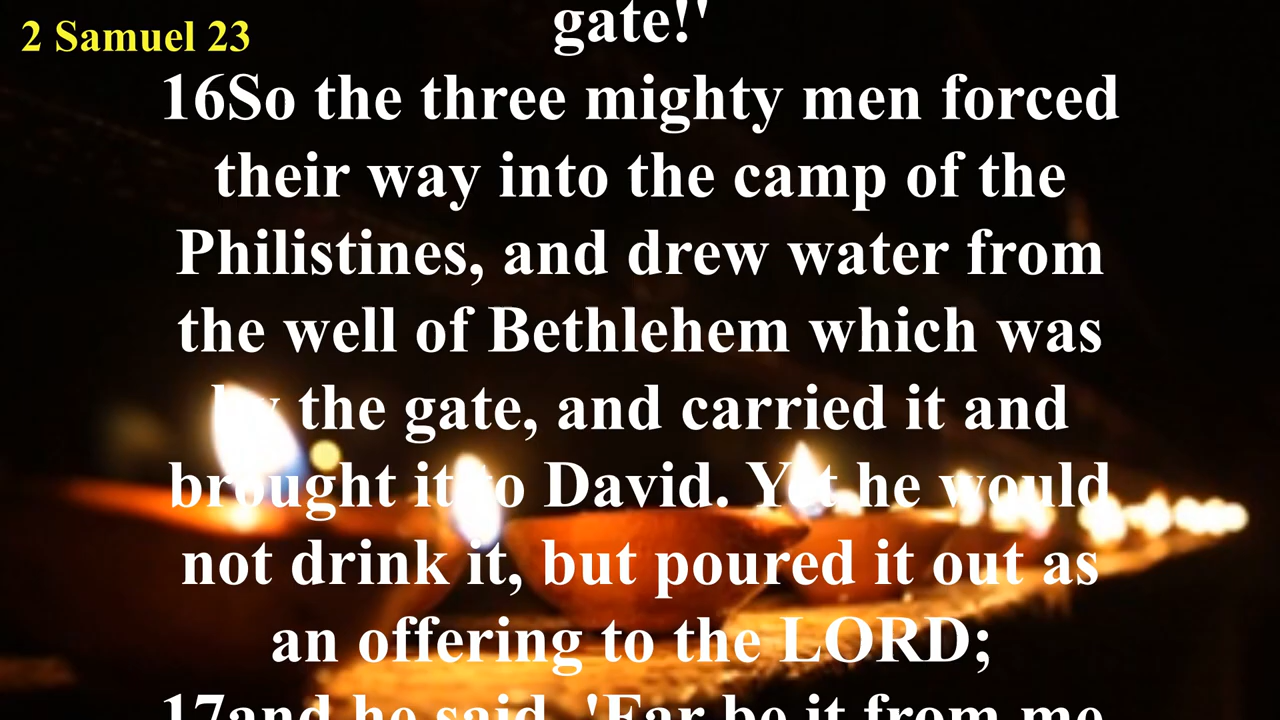 2 Samuel 23
gate!'
16So the three mighty men forced
their way into the camp of the
Philistines, and drew water from
the well of Bethlehem which was
by the gate, and carried it and
brought it to David. Yet he would
not drink it, but poured it out as
an offering to the LORD;
17and he said, 'Far be it from me